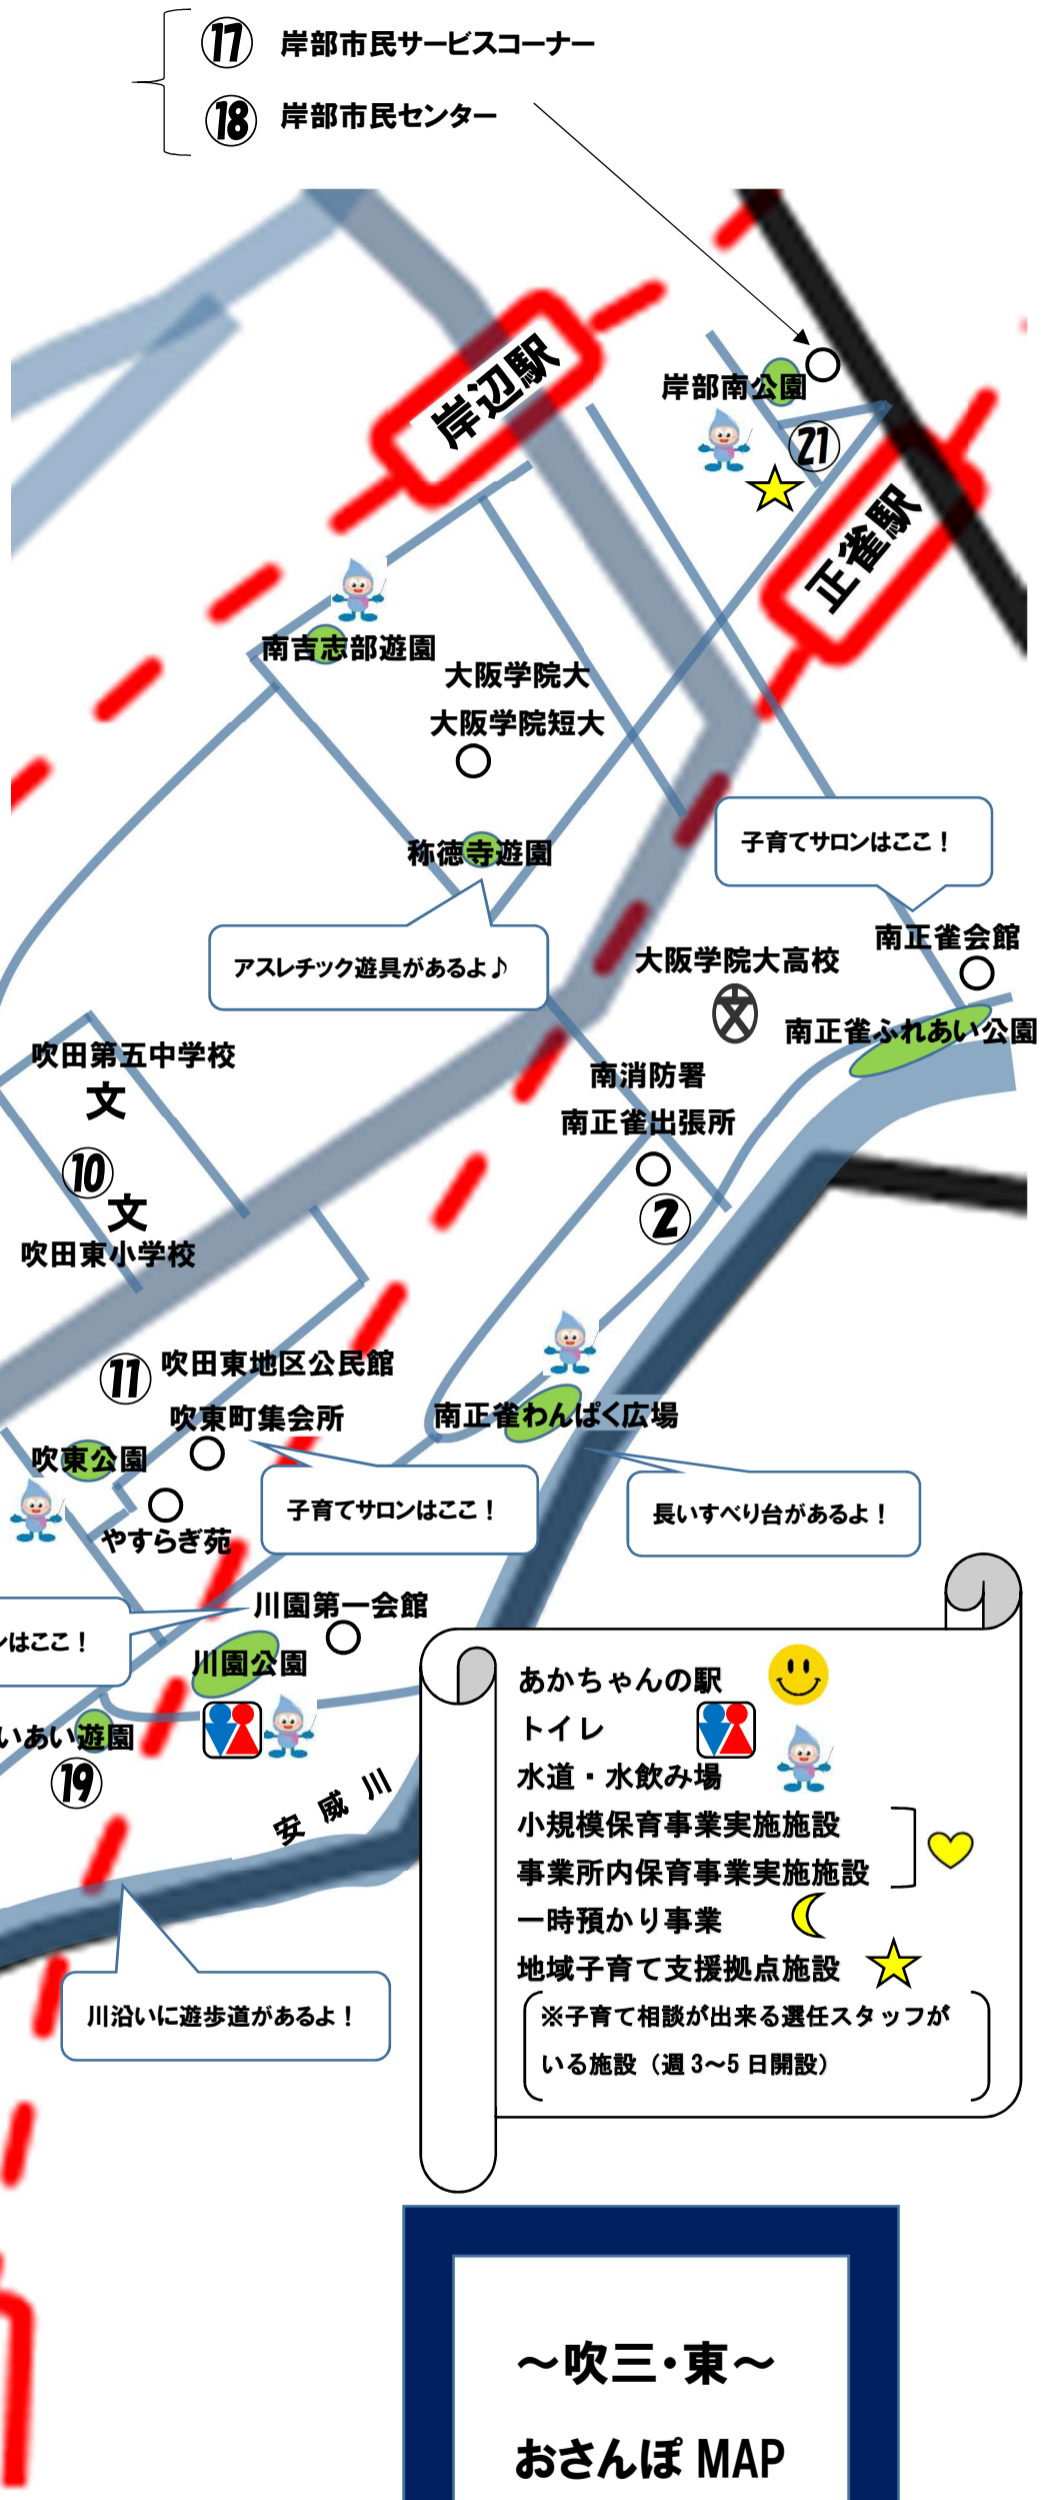 ⑰ 岸部市民サービスコーナー
⑱ 岸部市民センター
岸辺駅
岸部南公園
㉑
正雀駅
南吉志部遊園
大阪学院大
大阪学院短大
称徳寺遊園
子育てサロンはここ！
アスレチック遊具があるよ♪
南正雀会館
大阪学院大高校
文
南正雀ふれあい公園
吹田第五中学校
文
南消防署
南正雀出張所
⑩
文
②
吹田東小学校
⑪ 吹田東地区公民館
吹東町集会所
南正雀わんぱく広場
吹東公園
子育てサロンはここ！
長いすべり台があるよ！
やすらぎ苑
川園第一会館
ンはここ！
川園公園
いあい遊園
⑲
安威川
あかちゃんの駅
トイレ
水道・水飲み場
小規模保育事業実施施設
事業所内保育事業実施施設
一時預かり事業
地域子育て支援拠点施設
※子育て相談が出来る選任スタッフが
いる施設（週3～5日開設）
川沿いに遊歩道があるよ！
～吹三・東～
おさんぽ MAP